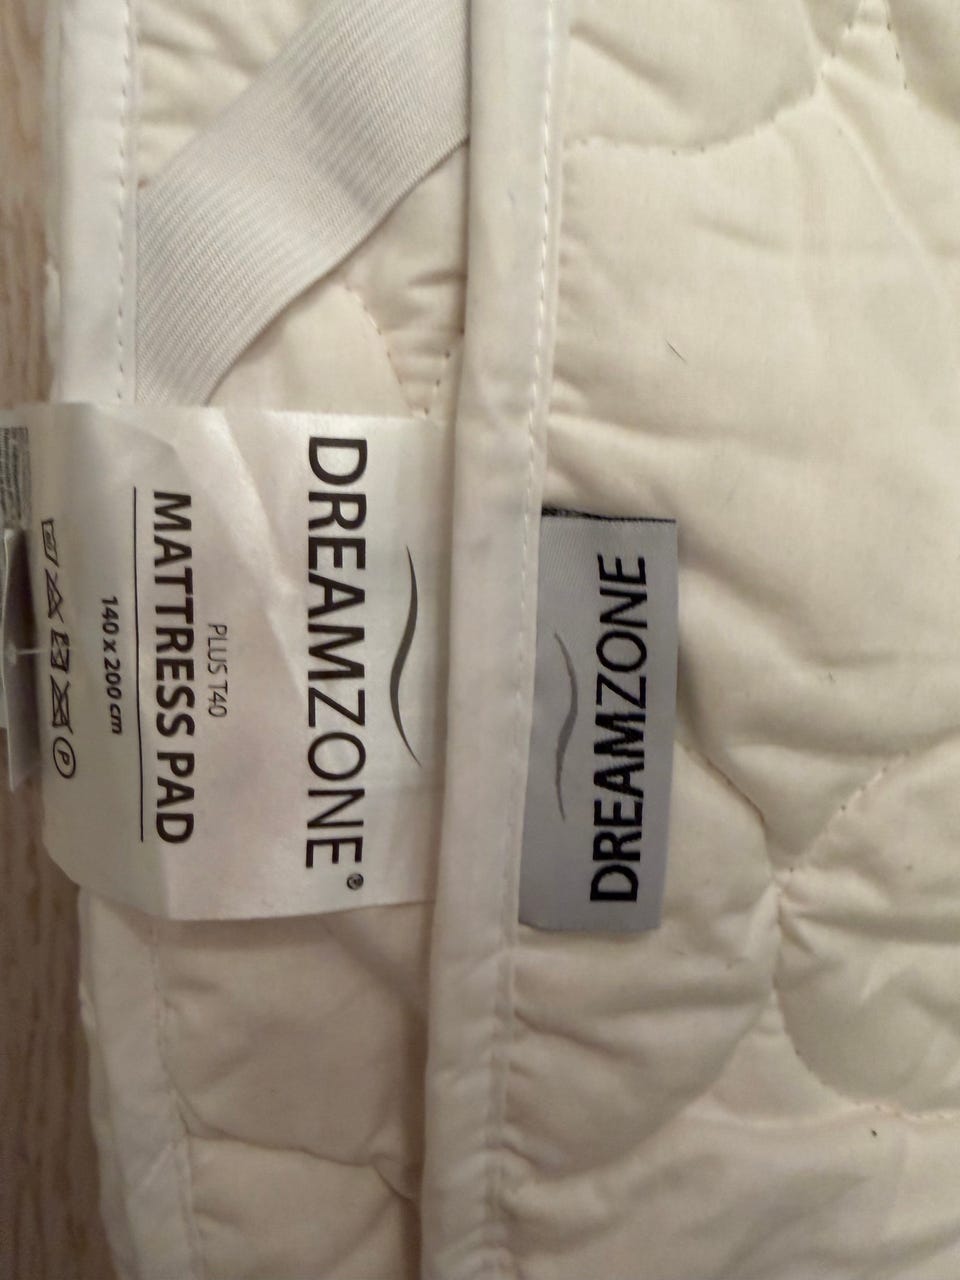 DREAMZONE®
PLUS T40
MATTRESS PAD
140 x 200 cm
P
DREAMZONE